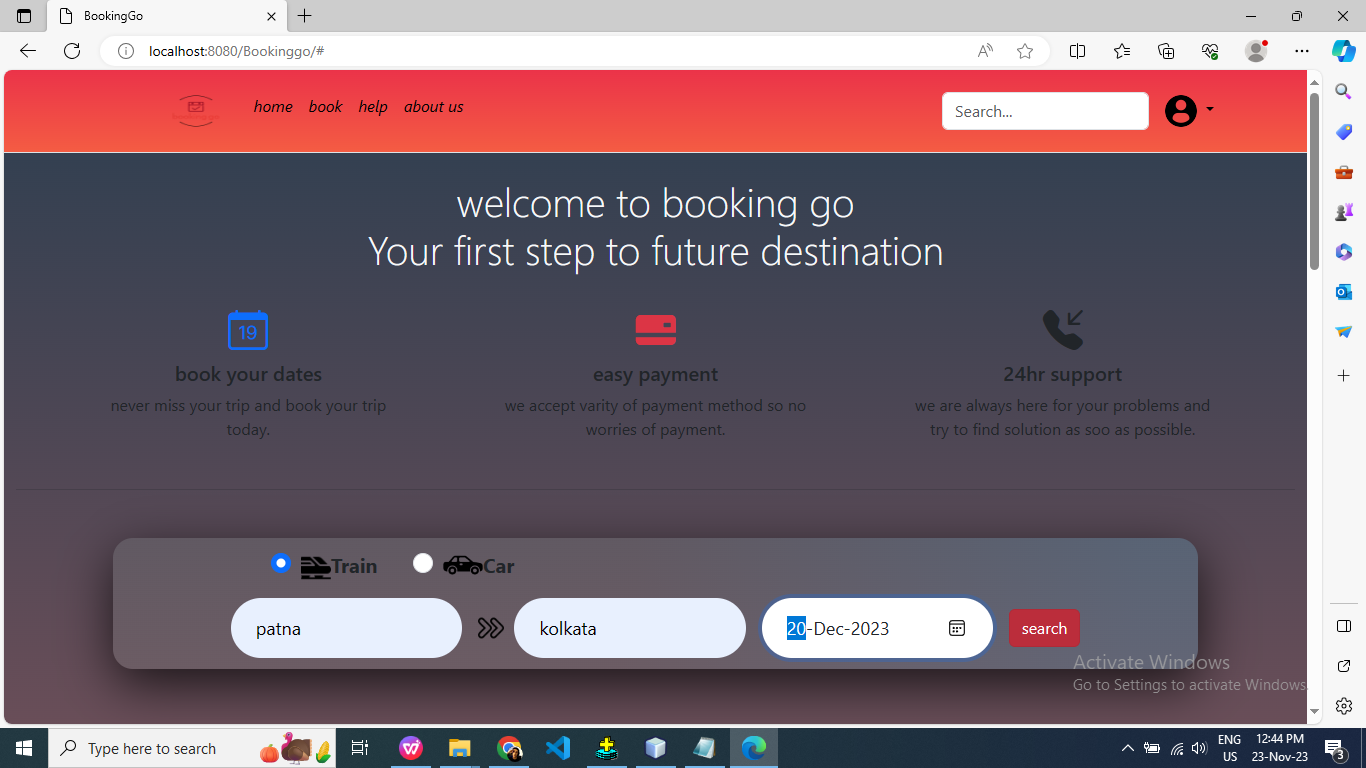 BookingGo
localhost:8080/Bookinggo/#
home book help about us
Search...
welcome to booking go
Your first step to future destination
19
book your dates
easy payment
24hr support
never miss your trip and book your trip
today.
we accept varity of payment method so no
worries of payment.
we are always here for your problems and
try to find solution as soo as possible.
Train Car
patna
kolkata
20-Dec-2023
search
Activate Windows
Go to Settings to activate Windows.
Type here to search
ENG
US
12:44 PM
23-Nov-23
3